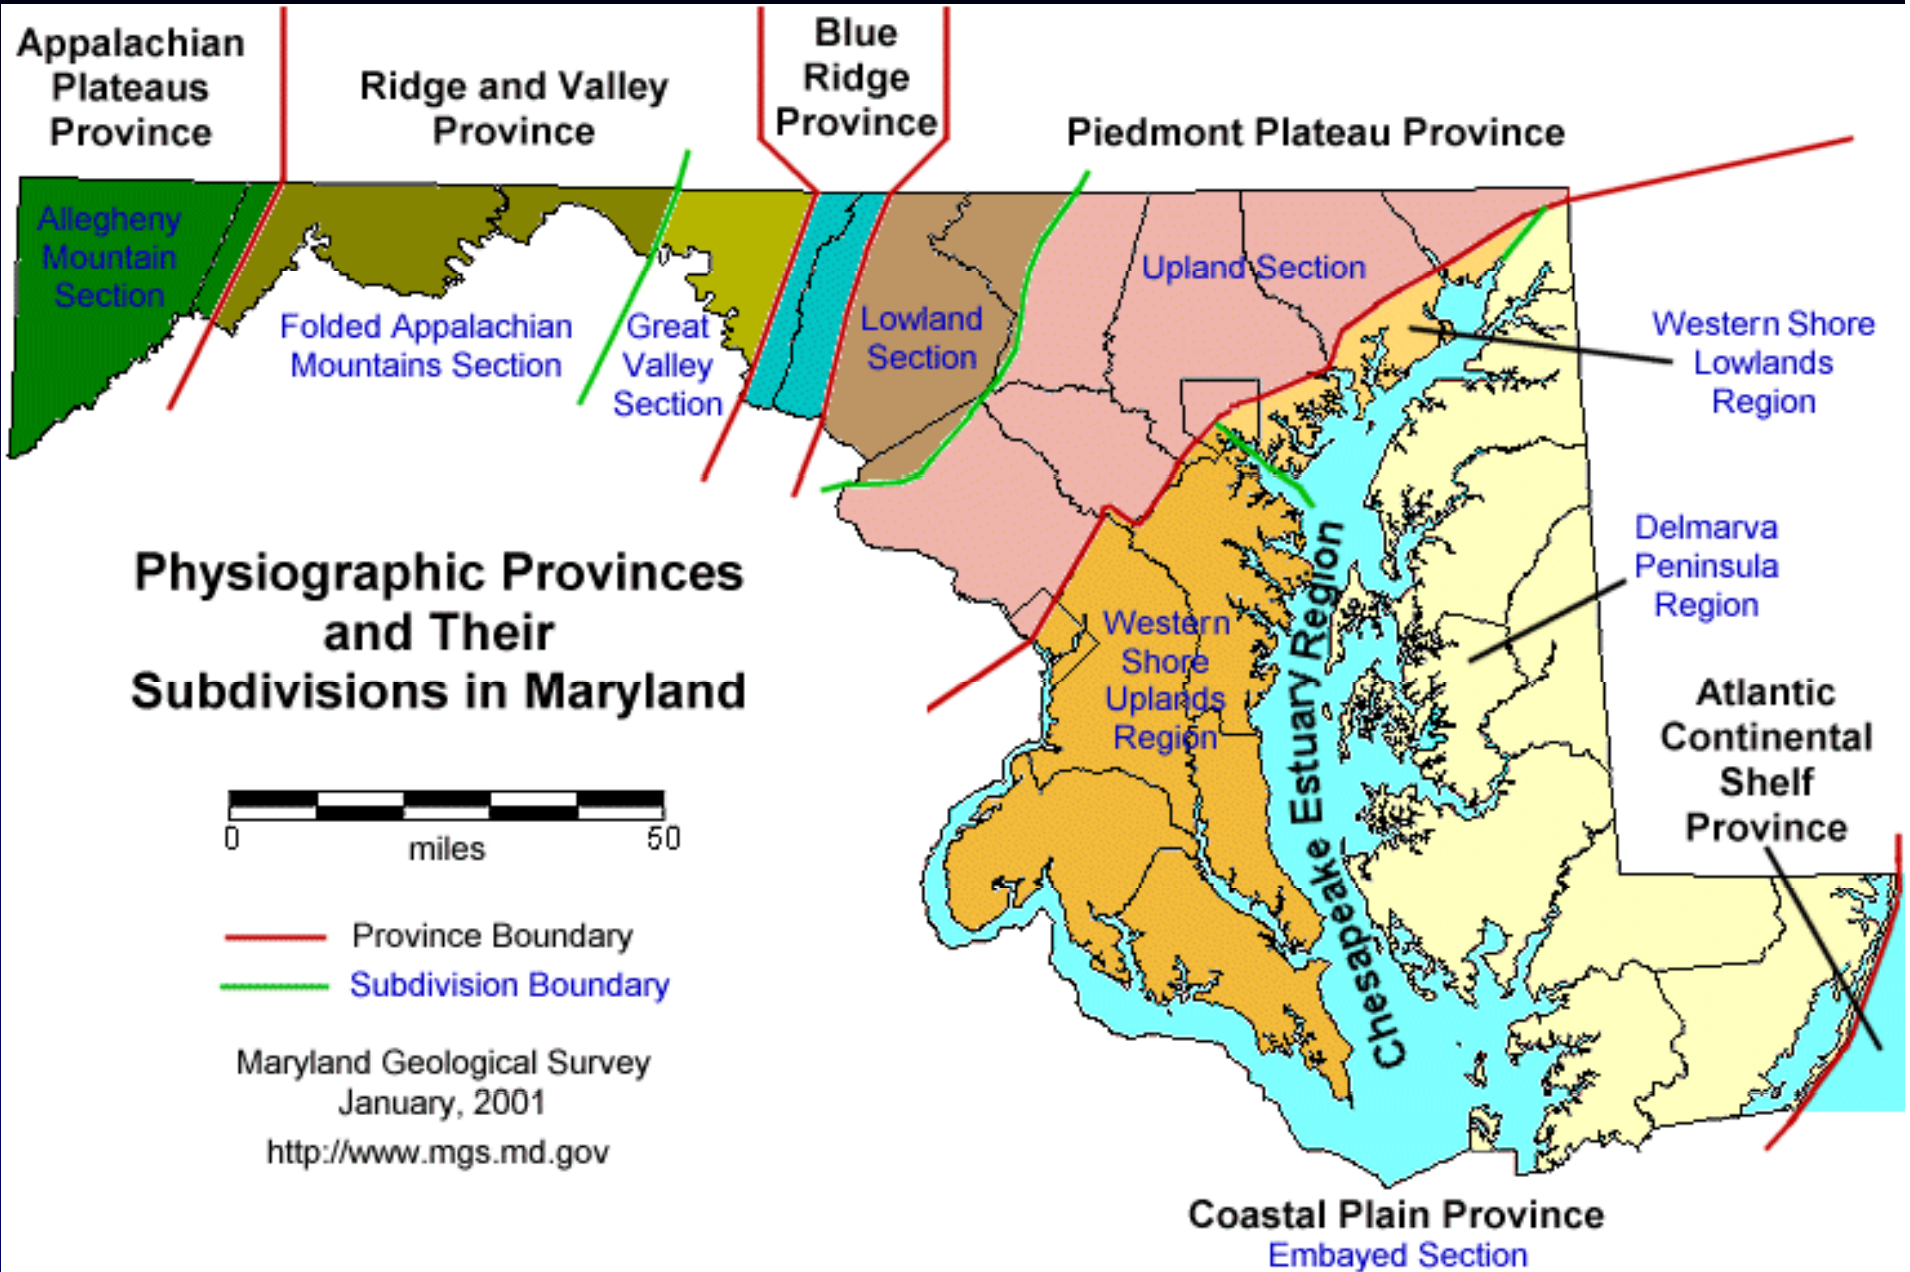 Appalachian
Plateaus
Province
Ridge and Valley
Province
Blue
Ridge
Province
Piedmont Plateau Province
Allegheny
Mountain
Section
Folded Appalachian
Mountains Section
Great
Valley
Section
Lowland
Section
Upland Section
Western Shore
Lowlands
Region
Delmarva
Peninsula
Region
Western
Shore
Uplands
Region
Chesapeake Estuary Region
Atlantic
Continental
Shelf
Province
Physiographic Provinces
and Their
Subdivisions in Maryland
0 50
miles
Province Boundary
Subdivision Boundary
Maryland Geological Survey
January, 2001
http://www.mgs.md.gov
Coastal Plain Province
Embayed Section